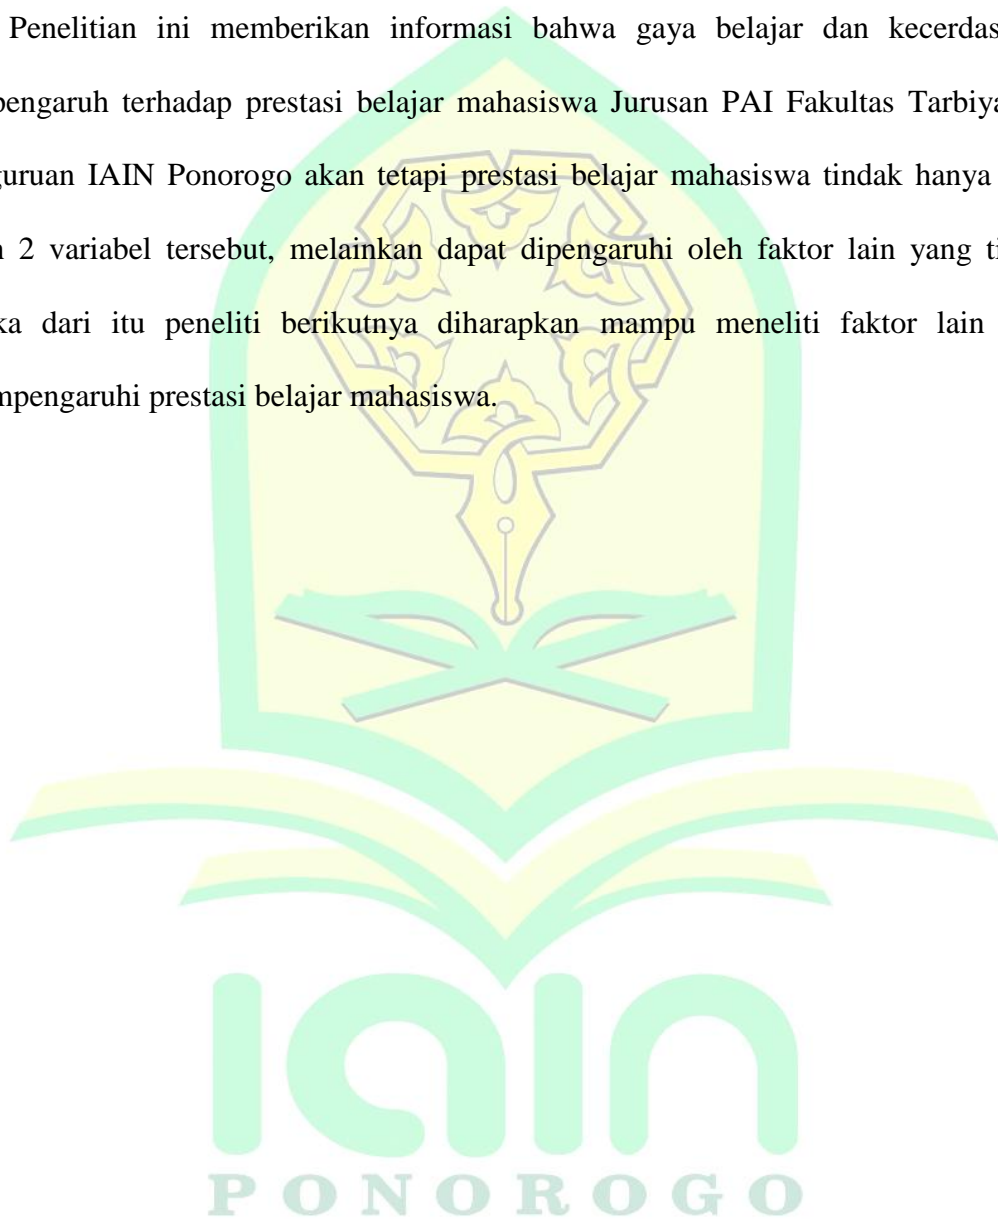 Penelitian ini memberikan informasi bahwa gaya belajar dan kecerdas
pengaruh terhadap prestasi belajar mahasiswa Jurusan PAI Fakultas Tarbiya
guruan IAIN Ponorogo akan tetapi prestasi belajar mahasiswa tindak hanya
2 variabel tersebut, melainkan dapat dipengaruhi oleh faktor lain yang ti
ka dari itu peneliti berikutnya diharapkan mampu meneliti faktor lain
mpengaruhi prestasi belajar mahasiswa.
iain
PONOROGO